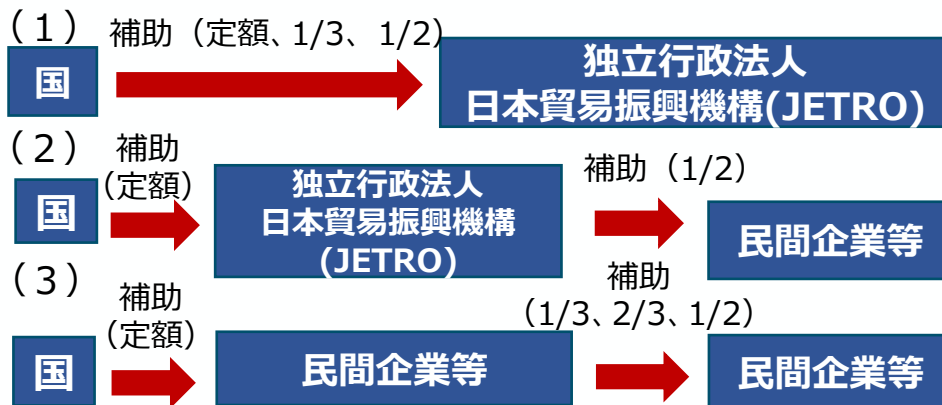 (1)
補助（定額、1/3、1/2）
国
独立行政法人
日本貿易振興機構(JETRO)
(2)
補助
（定額）
国
独立行政法人
日本貿易振興機構
(JETRO)
補助（1/2）
民間企業等
(3)
補助
（定額）
国
民間企業等
補助
（1/3、2/3、1/2）
民間企業等